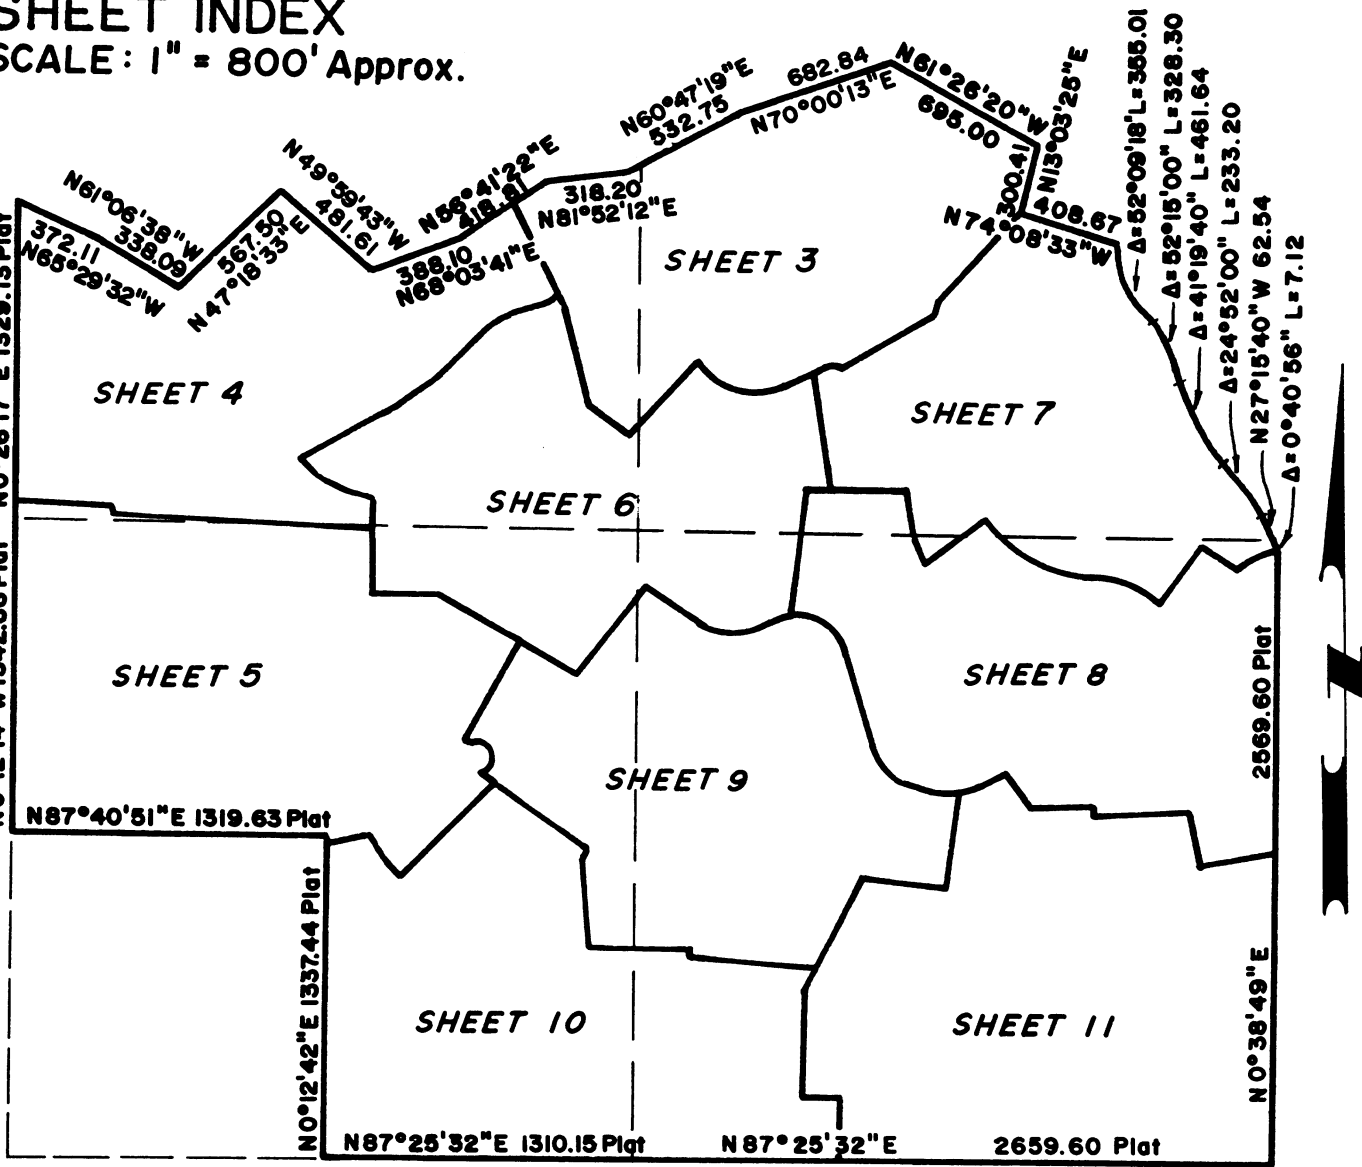 SHEET INDEX
SCALE: 1" = 800' Approx.
N61°06'38"W
338.09
372.11
N65°29'32"W
567.50
N47°18'33"E
N49°59'43"W
481.61
N56°41'22"E
418.81
388.10
N68°03'41"E
318.20
N81°52'12"E
N60°47'19"E
532.75
682.84
N70°00'13"E
N61°26'20"W
695.00
300.41
N13°03'25"E
408.67
N74°08'33"W
Δ=52°09'18" L=355.01
Δ=52°15'00" L=328.30
Δ=41°19'40" L=461.64
Δ=24°52'00" L=233.20
N27°15'40"W 62.54
Δ=0°40'56" L=7.12
SHEET 3
SHEET 4
SHEET 7
SHEET 6
SHEET 5
SHEET 8
SHEET 9
SHEET 10
SHEET 11
E 1329.13 Plat
N87°40'51"E 1319.63 Plat
N0°12'42"E 1337.44 Plat
N87°25'32"E 1310.15 Plat
N87°25'32"E
2659.60 Plat
2569.60 Plat
N0°38'49"E